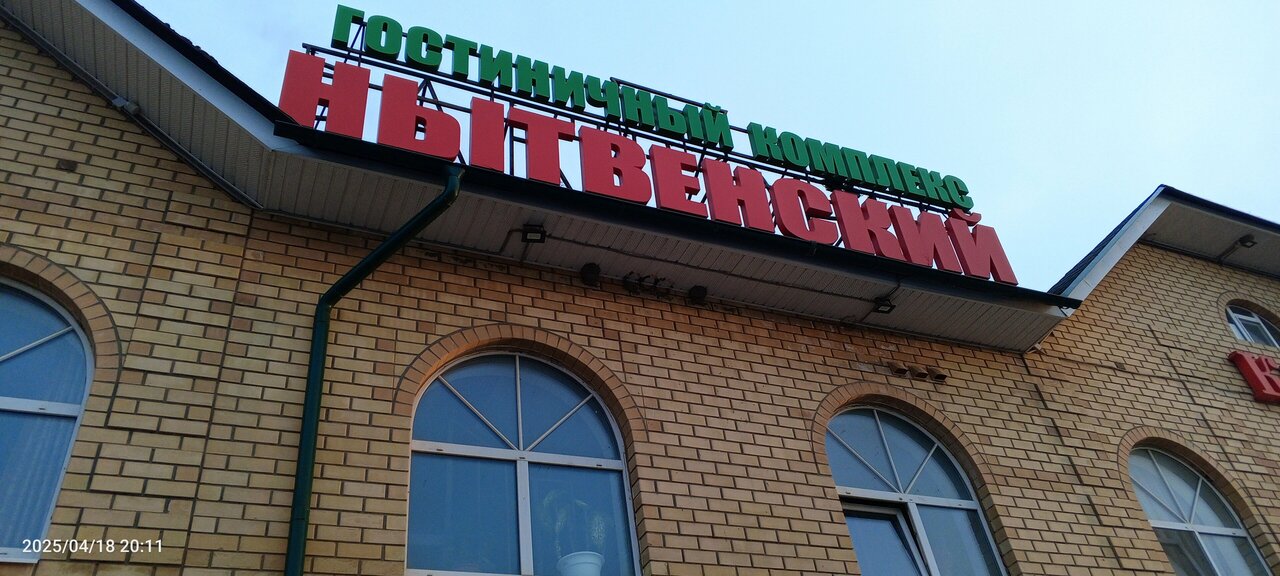 ГОСТИНИЧНЫЙ КОМПЛЕКС
НЫТВЕНСКИЙ
К
2025/04/18 20:11